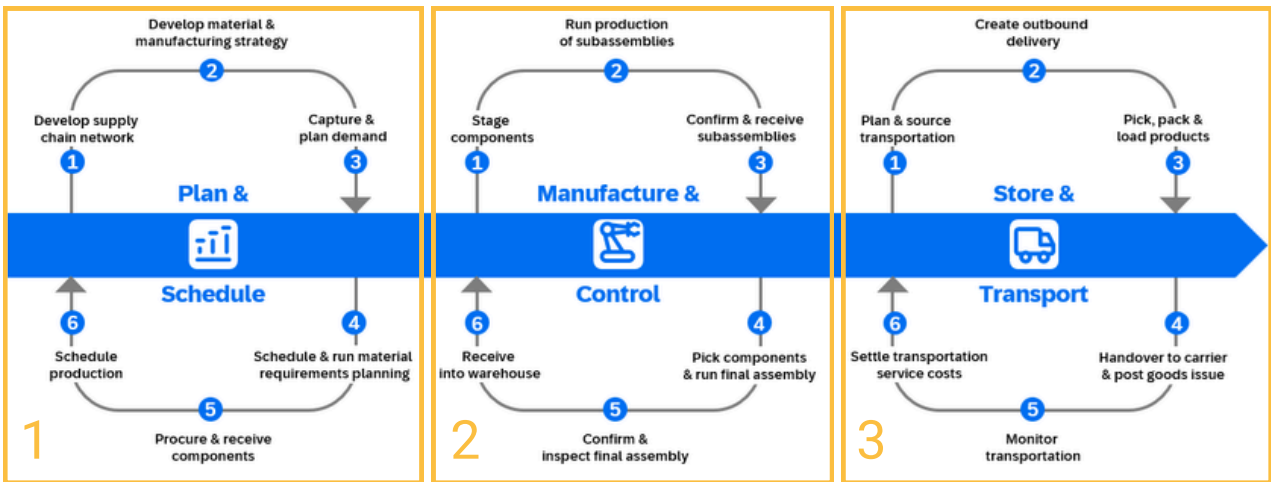 Develop material &
manufacturing strategy
2
Develop supply
chain network
1
Capture &
plan demand
3
Plan &
Schedule
6
Schedule
production
4
Schedule & run material
requirements planning
5
Procure & receive
components
1
Run production
of subassemblies
2
Stage
components
1
Confirm & receive
subassemblies
3
Manufacture &
Control
6
Receive
into warehouse
4
Pick components
& run final assembly
5
Confirm &
inspect final assembly
2
Create outbound
delivery
2
Plan & source
transportation
1
Pick, pack &
load products
3
Store &
Transport
6
Settle transportation
service costs
4
Handover to carrier
& post goods issue
5
Monitor
transportation
3